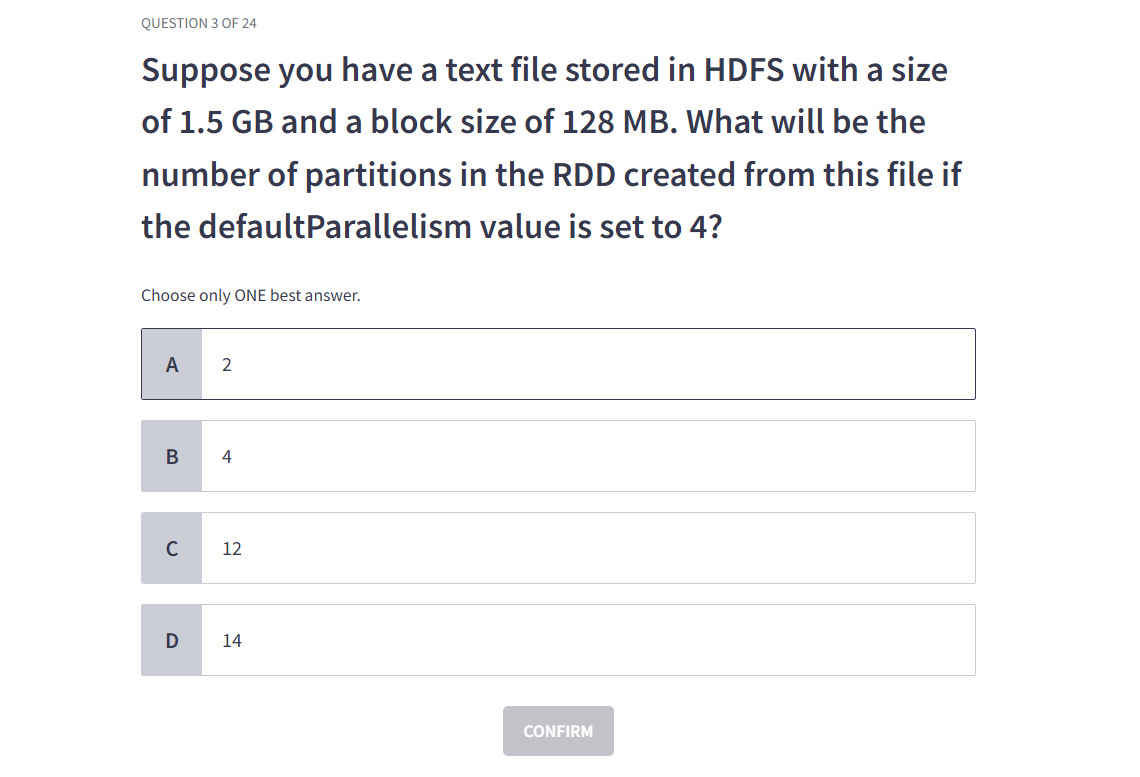 QUESTION 3 OF 24
Suppose you have a text file stored in HDFS with a size
of 1.5 GB and a block size of 128 MB. What will be the
number of partitions in the RDD created from this file if
the defaultParallelism value is set to 4?
Choose only ONE best answer.
A 2
B 4
C 12
D 14
CONFIRM